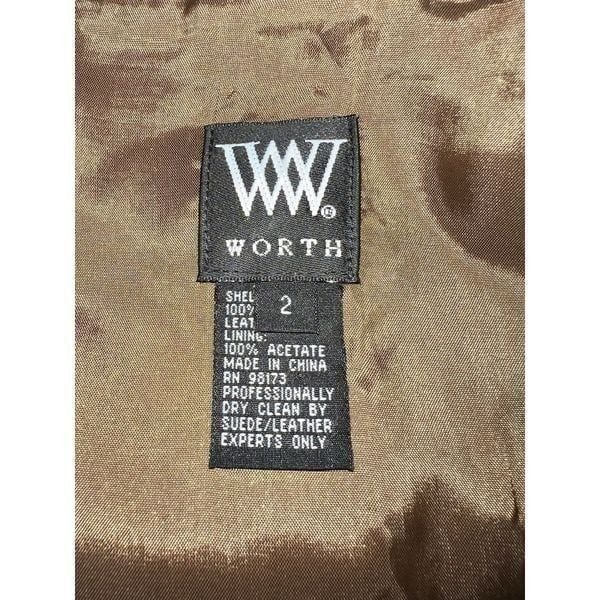 W
®
WORTH
2
SHEL
100%
LEAT
LINING:
100% ACETATE
MADE IN CHINA
RN 98173
PROFESSIONALLY
DRY CLEAN BY
SUEDE/LEATHER
EXPERTS ONLY